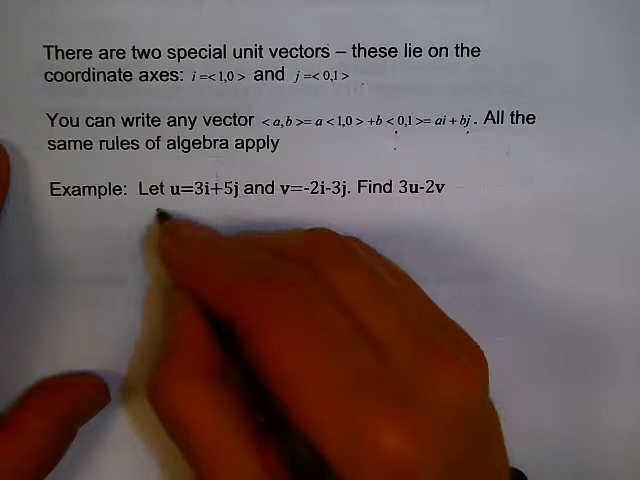 There are two special unit vectors – these lie on the
coordinate axes: i =< 1,0 > and j =< 0,1 >
You can write any vector < a, b >= a < 1,0 > +b < 0,1 >= ai + bj . All the
same rules of algebra apply
Example: Let u=3i+5j and v=-2i-3j. Find 3u-2v